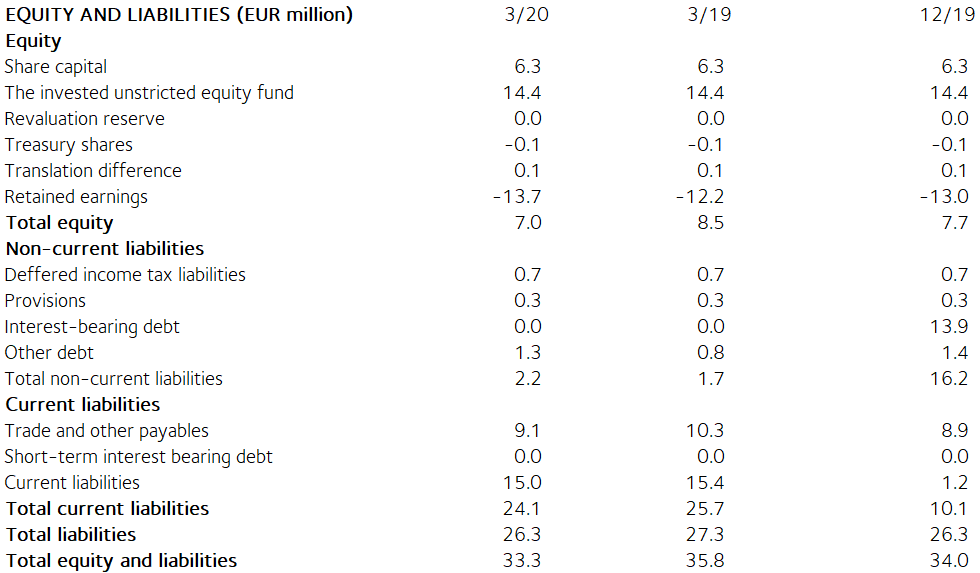 EQUITY AND LIABILITIES (EUR million) 3/20 3/19 12/19
Equity
Share capital 6.3 6.3 6.3
The invested unstricted equity fund 14.4 14.4 14.4
Revaluation reserve 0.0 0.0 0.0
Treasury shares -0.1 -0.1 -0.1
Translation difference 0.1 0.1 0.1
Retained earnings -13.7 -12.2 -13.0
Total equity 7.0 8.5 7.7
Non-current liabilities
Deffered income tax liabilities 0.7 0.7 0.7
Provisions 0.3 0.3 0.3
Interest-bearing debt 0.0 0.0 13.9
Other debt 1.3 0.8 1.4
Total non-current liabilities 2.2 1.7 16.2
Current liabilities
Trade and other payables 9.1 10.3 8.9
Short-term interest bearing debt 0.0 0.0 0.0
Current liabilities 15.0 15.4 1.2
Total current liabilities 24.1 25.7 10.1
Total liabilities 26.3 27.3 26.3
Total equity and liabilities 33.3 35.8 34.0